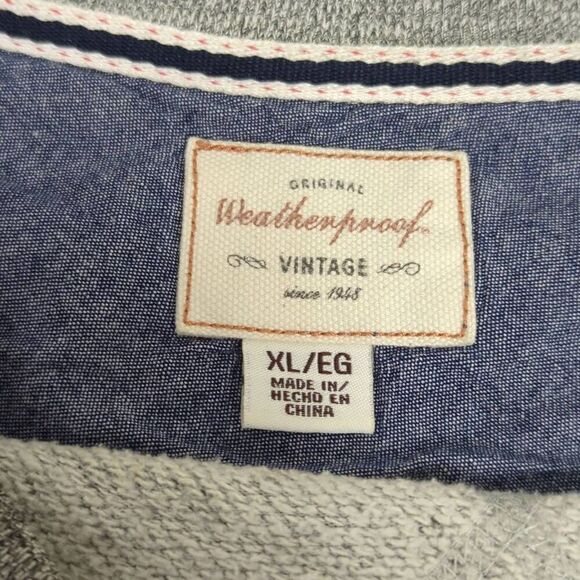 ORIGINAL
Weatherproof
VINTAGE
since 1948
XL/EG
MADE IN/
HECHO EN
CHINA